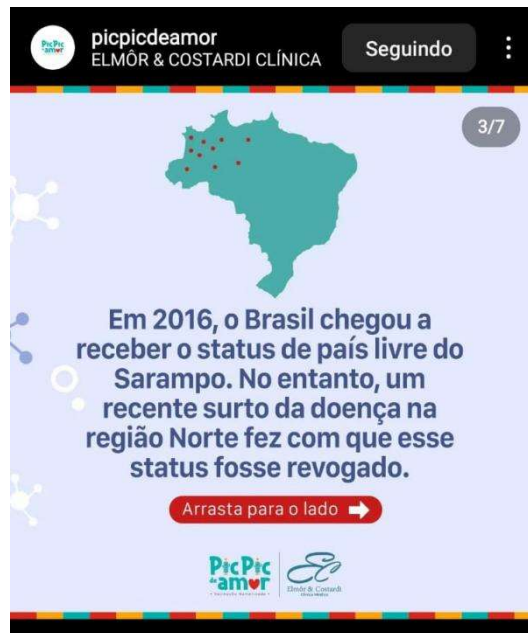 picpicdeamor
ELMÔR & COSTARDI CLÍNICA
Seguindo
3/7
Em 2016, o Brasil chegou a
receber o status de país livre do
Sarampo. No entanto, um
recente surto da doença na
região Norte fez com que esse
status fosse revogado.
Arrasta para o lado
PicPic
de amor
Elmôr & Costardi